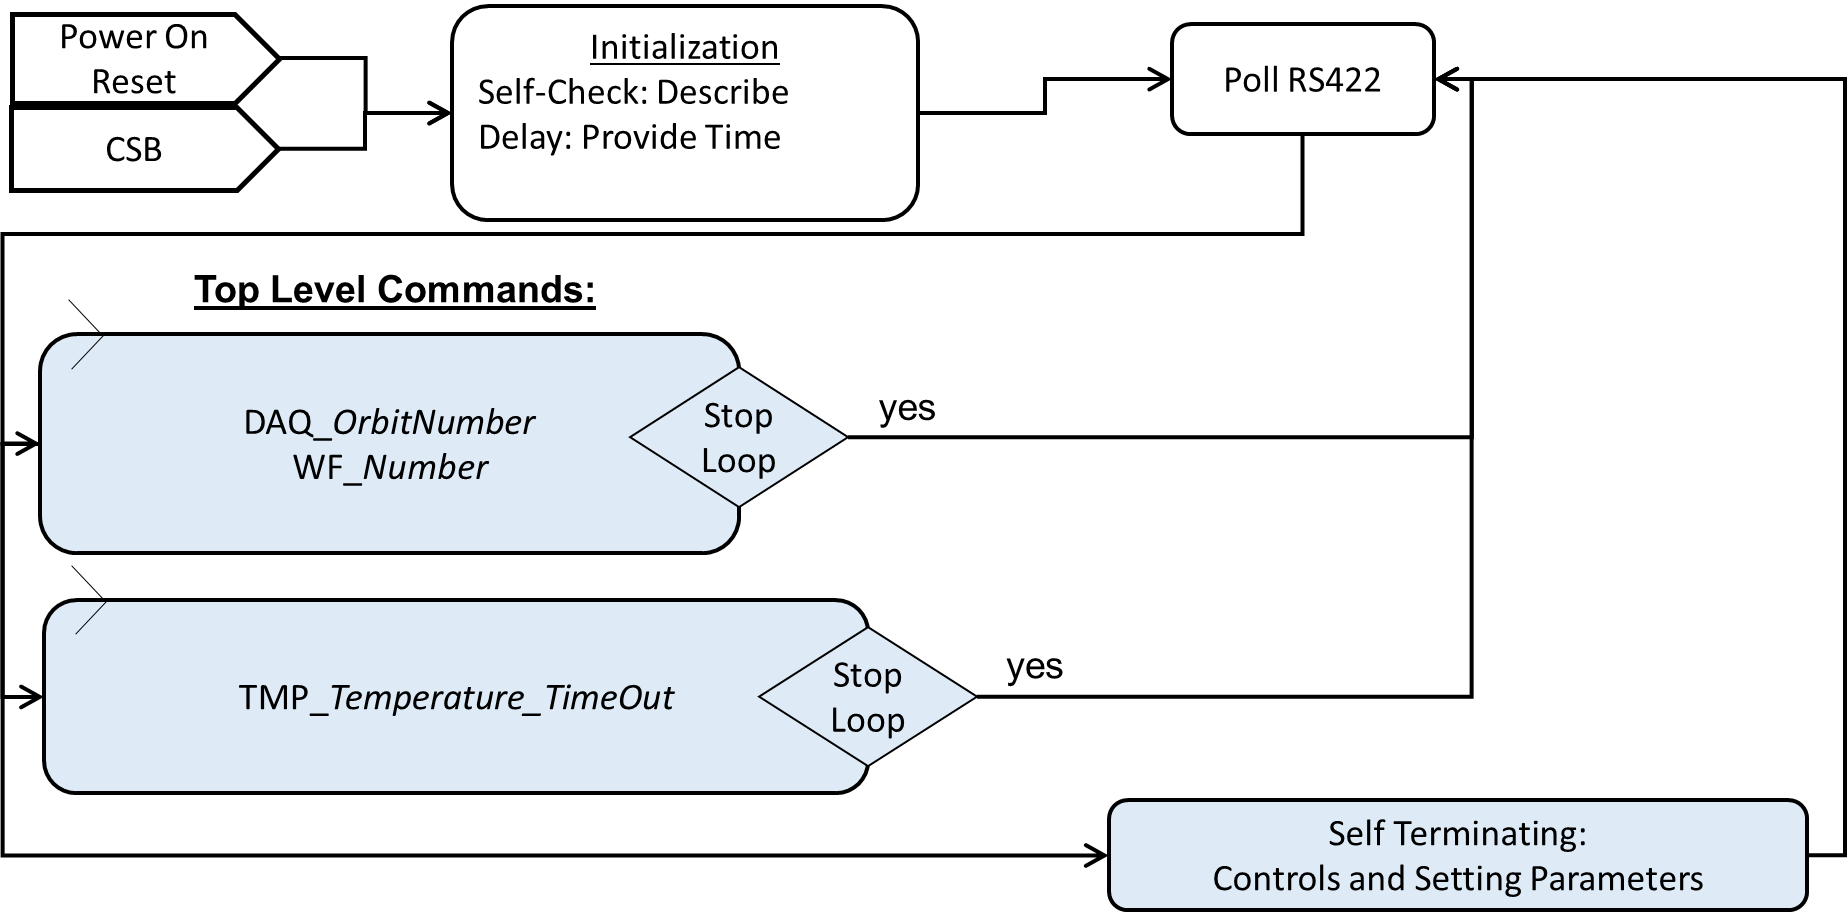 Power On
Reset
CSB
Initialization
Self-Check: Describe
Delay: Provide Time
Poll RS422
Top Level Commands:
DAQ_OrbitNumber
WF_Number
Stop
Loop
yes
TMP_Temperature_TimeOut
Stop
Loop
yes
Self Terminating:
Controls and Setting Parameters